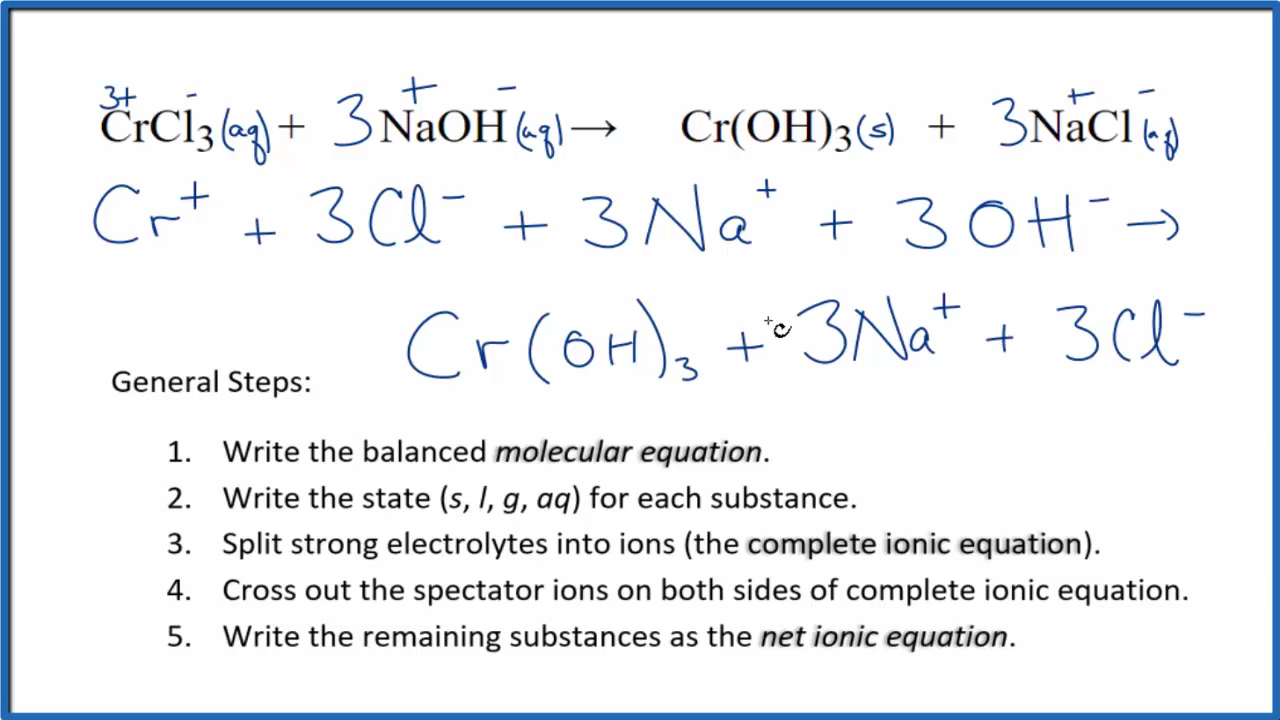 3+ - + - + -
CrCl₃(aq) + 3NaOH(aq) → Cr(OH)₃(s) + 3NaCl(aq)
Cr⁺ + 3Cl⁻ + 3Na⁺ + 3OH⁻ →
Cr(OH)₃ + 3Na⁺ + 3Cl⁻
General Steps:
1. Write the balanced molecular equation.
2. Write the state (s, l, g, aq) for each substance.
3. Split strong electrolytes into ions (the complete ionic equation).
4. Cross out the spectator ions on both sides of complete ionic equation.
5. Write the remaining substances as the net ionic equation.